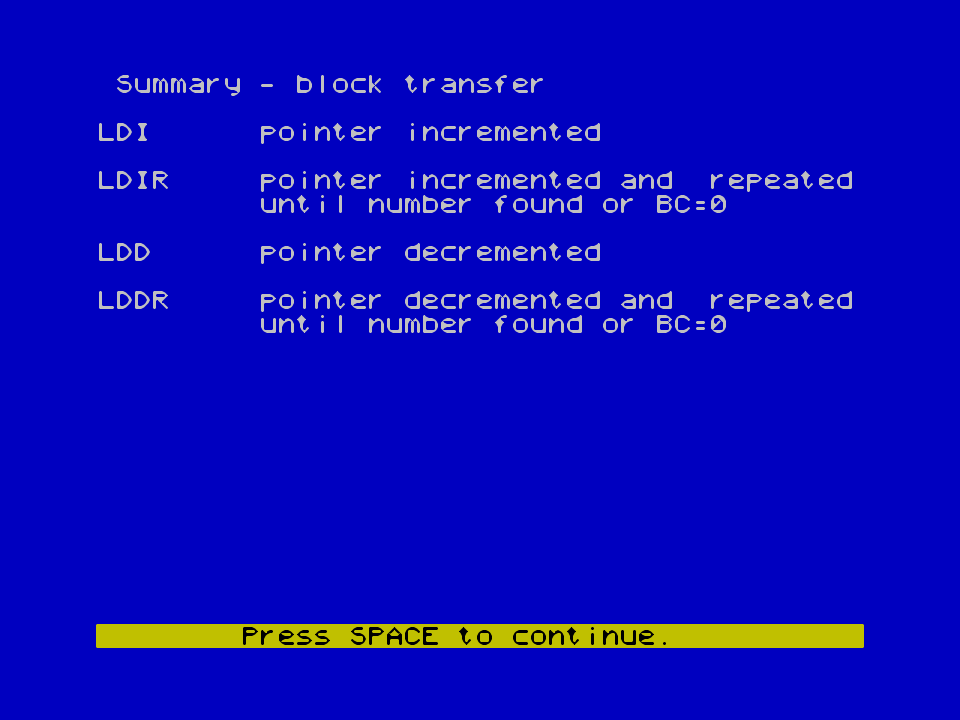 Summary - block transfer
LDI pointer incremented
LDIR pointer incremented and repeated
until number found or BC=0
LDD pointer decremented
LDDR pointer decremented and repeated
until number found or BC=0
Press SPACE to continue.